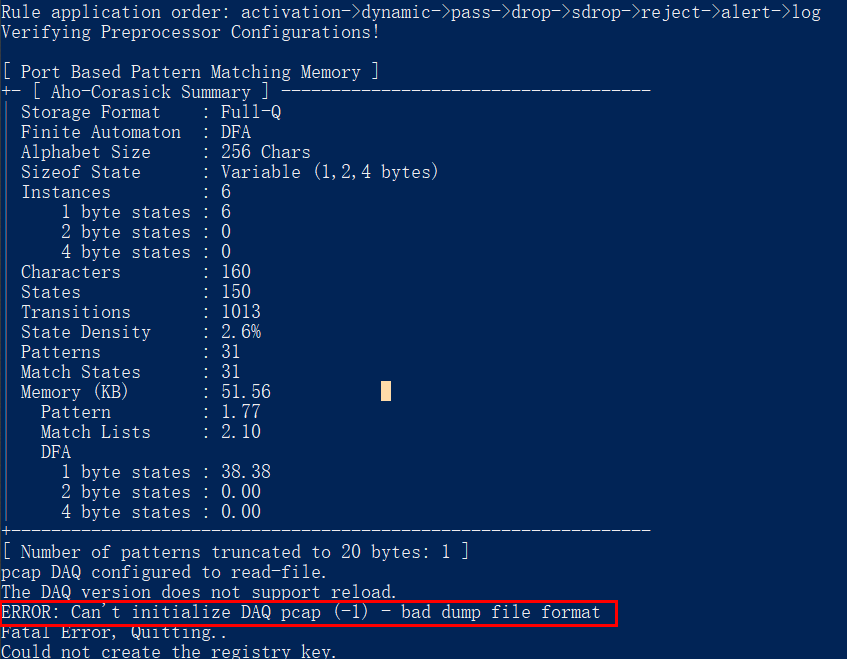 Rule application order: activation->dynamic->pass->drop->sdrop->reject->alert->log
Verifying Preprocessor Configurations!
[ Port Based Pattern Matching Memory ]
+- [ Aho-Corasick Summary ] -------------------------------------
| Storage Format    : Full-Q
| Finite Automaton  : DFA
| Alphabet Size     : 256 Chars
| Sizeof State      : Variable (1,2,4 bytes)
| Instances         : 6
|     1 byte states : 6
|     2 byte states : 0
|     4 byte states : 0
| Characters        : 160
| States            : 150
| Transitions       : 1013
| State Density     : 2.6%
| Patterns          : 31
| Match States      : 31
| Memory (KB)       : 51.56
|   Pattern         : 1.77
|   Match Lists     : 2.10
|   DFA
|     1 byte states : 38.38
|     2 byte states : 0.00
|     4 byte states : 0.00
+----------------------------------------------------------------
[ Number of patterns truncated to 20 bytes: 1 ]
pcap DAQ configured to read-file.
The DAQ version does not support reload.
ERROR: Can't initialize DAQ pcap (-1) - bad dump file format
Fatal Error, Quitting..
Could not create the registry key.